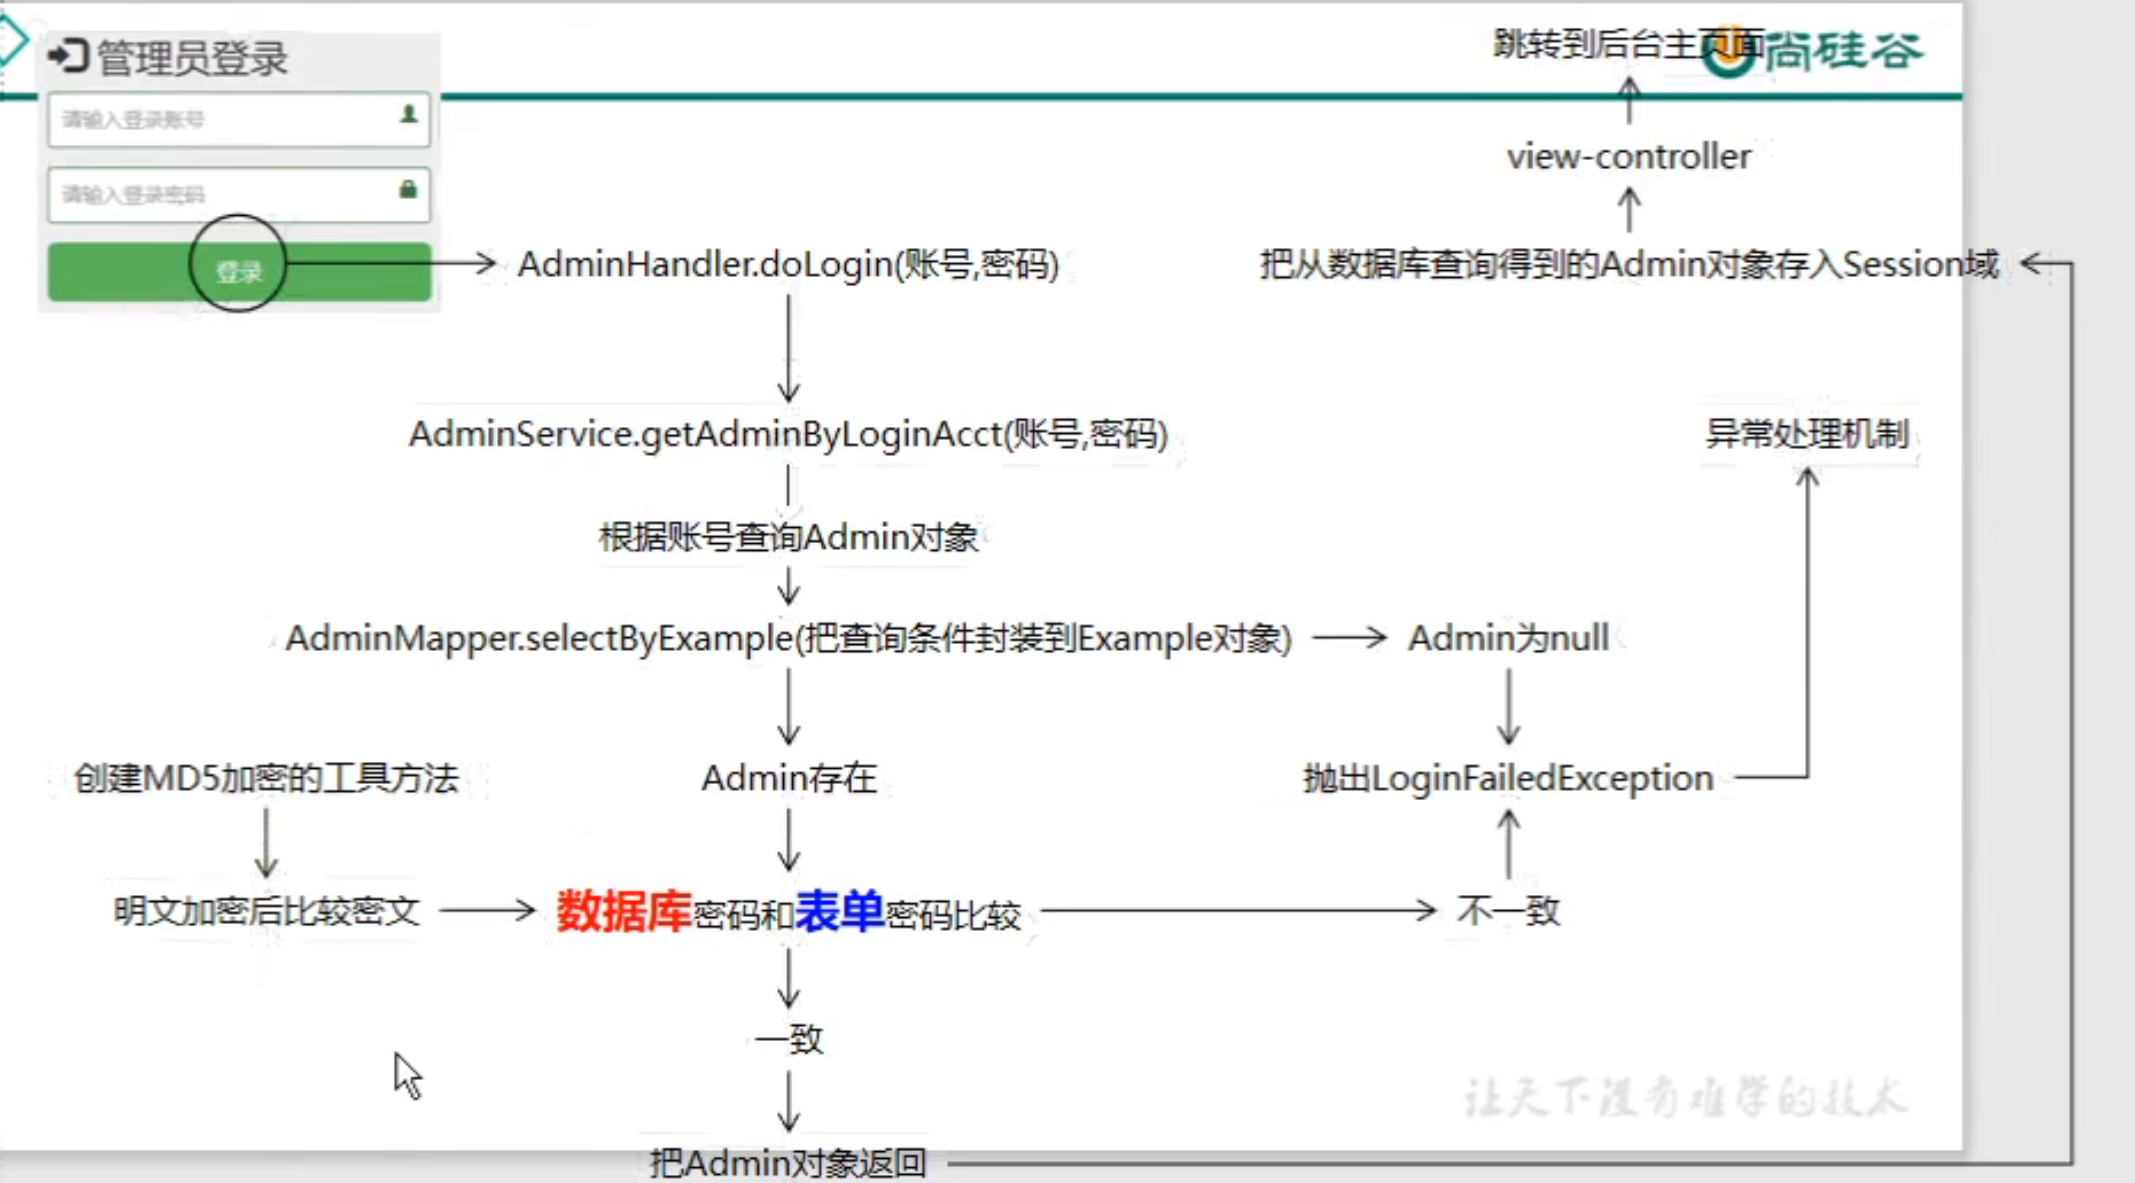 管理员登录
请输入登录账号
请输入登录密码
登录
跳转到后台主页面
尚硅谷
view-controller
AdminHandler.doLogin(账号,密码)
把从数据库查询得到的Admin对象存入Session域
AdminService.getAdminByLoginAcct(账号,密码)
异常处理机制
根据账号查询Admin对象
AdminMapper.selectByExample(把查询条件封装到Example对象)
Admin为null
创建MD5加密的工具方法
Admin存在
抛出LoginFailedException
明文加密后比较密文
数据库密码和表单密码比较
不一致
一致
让天下没有难学的技术
把Admin对象返回